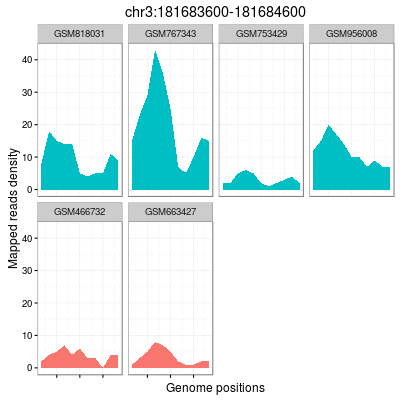 chr3:181683600-181684600
GSM818031 GSM767343 GSM753429 GSM956008
40
30
20
10
0
GSM466732 GSM663427
40
30
20
10
0
Mapped reads density
Genome positions